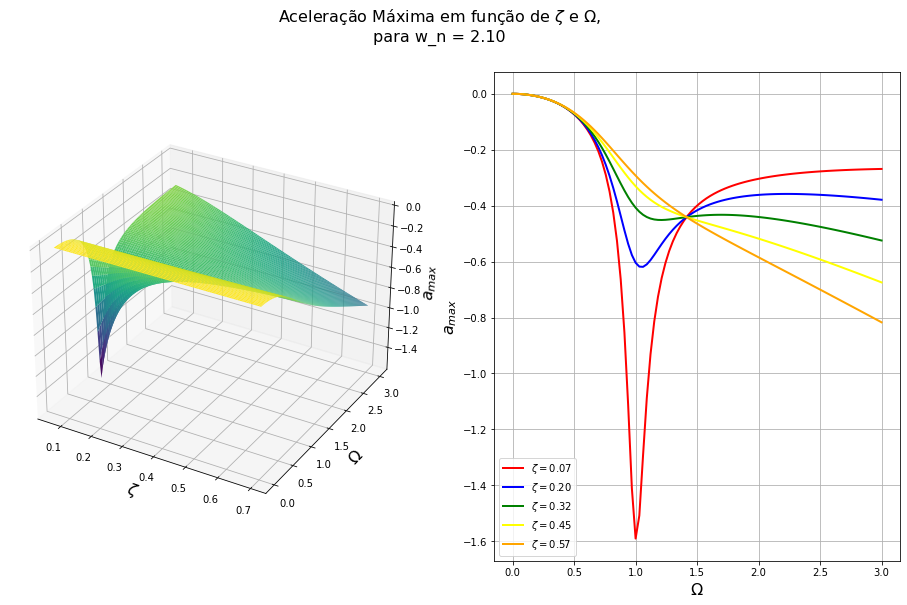 Aceleração Máxima em função de ζ e Ω,
para w_n = 2.10
0.0
−0.2
−0.4
−0.6
−0.8
−1.0
−1.2
−1.4
a_max
0.1
0.2
0.3
0.4
0.5
0.6
0.7
ζ
0.0
0.5
1.0
1.5
2.0
2.5
3.0
Ω
0.0
−0.2
−0.4
−0.6
−0.8
−1.0
−1.2
−1.4
−1.6
a_max
ζ = 0.07
ζ = 0.20
ζ = 0.32
ζ = 0.45
ζ = 0.57
0.0 0.5 1.0 1.5 2.0 2.5 3.0
Ω